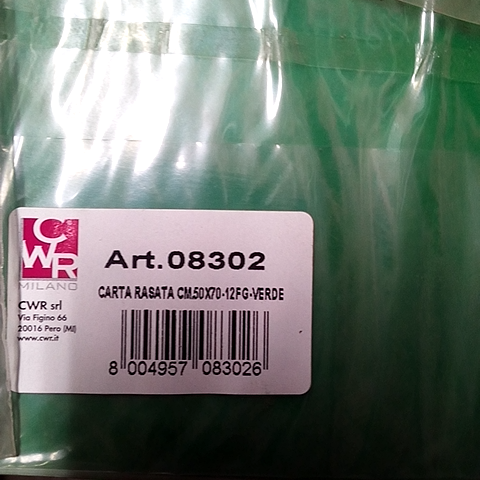 CWR
MILANO
Art.08302
CARTA RASATA CM.50X70-12FG-VERDE
CWR srl
Via Figino 66
20016 Pero (MI)
www.cwr.it
8 004957 083026